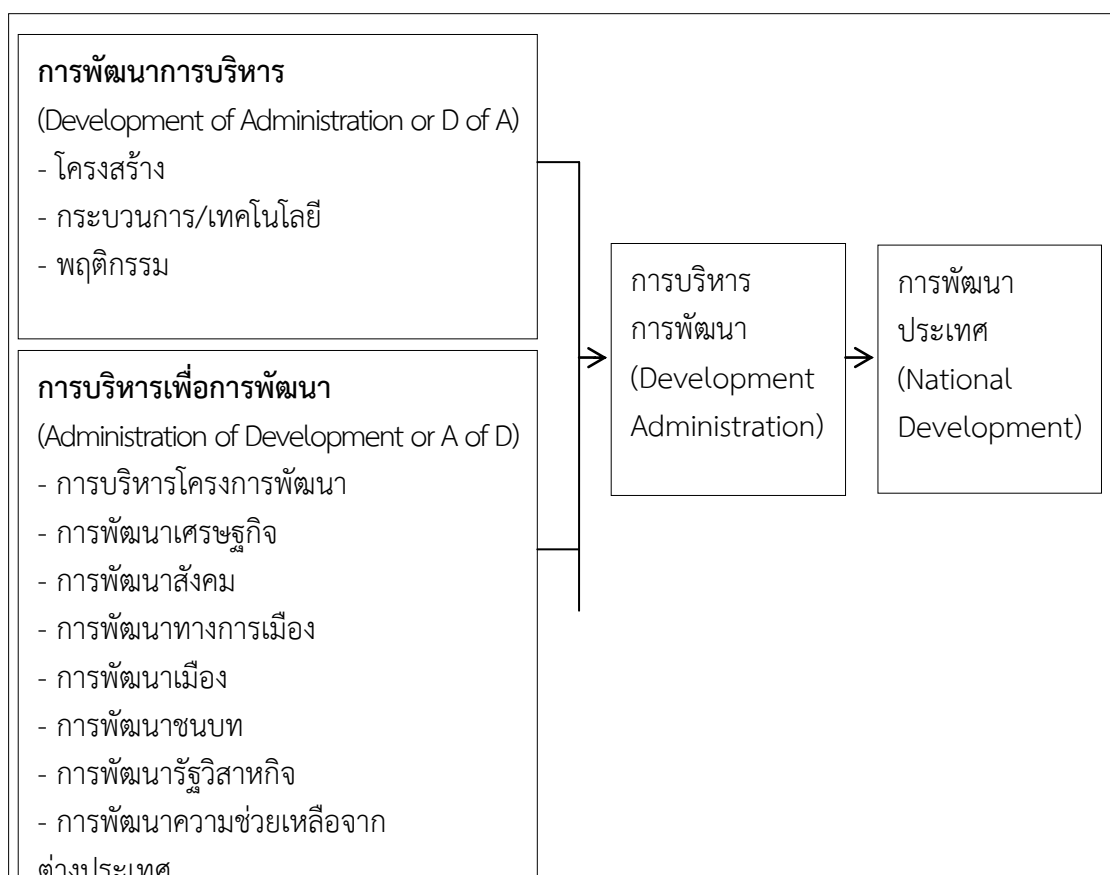 การพัฒนาการบริหาร
(Development of Administration or D of A)
- โครงสร้าง
- กระบวนการ/เทคโนโลยี
- พฤติกรรม
การบริหารเพื่อการพัฒนา
(Administration of Development or A of D)
- การบริหารโครงการพัฒนา
- การพัฒนาเศรษฐกิจ
- การพัฒนาสังคม
- การพัฒนาทางการเมือง
- การพัฒนาเมือง
- การพัฒนาชนบท
- การพัฒนารัฐวิสาหกิจ
- การพัฒนาความช่วยเหลือจาก
ต่างประเทศ
การบริหาร
การพัฒนา
(Development
Administration)
การพัฒนา
ประเทศ
(National
Development)